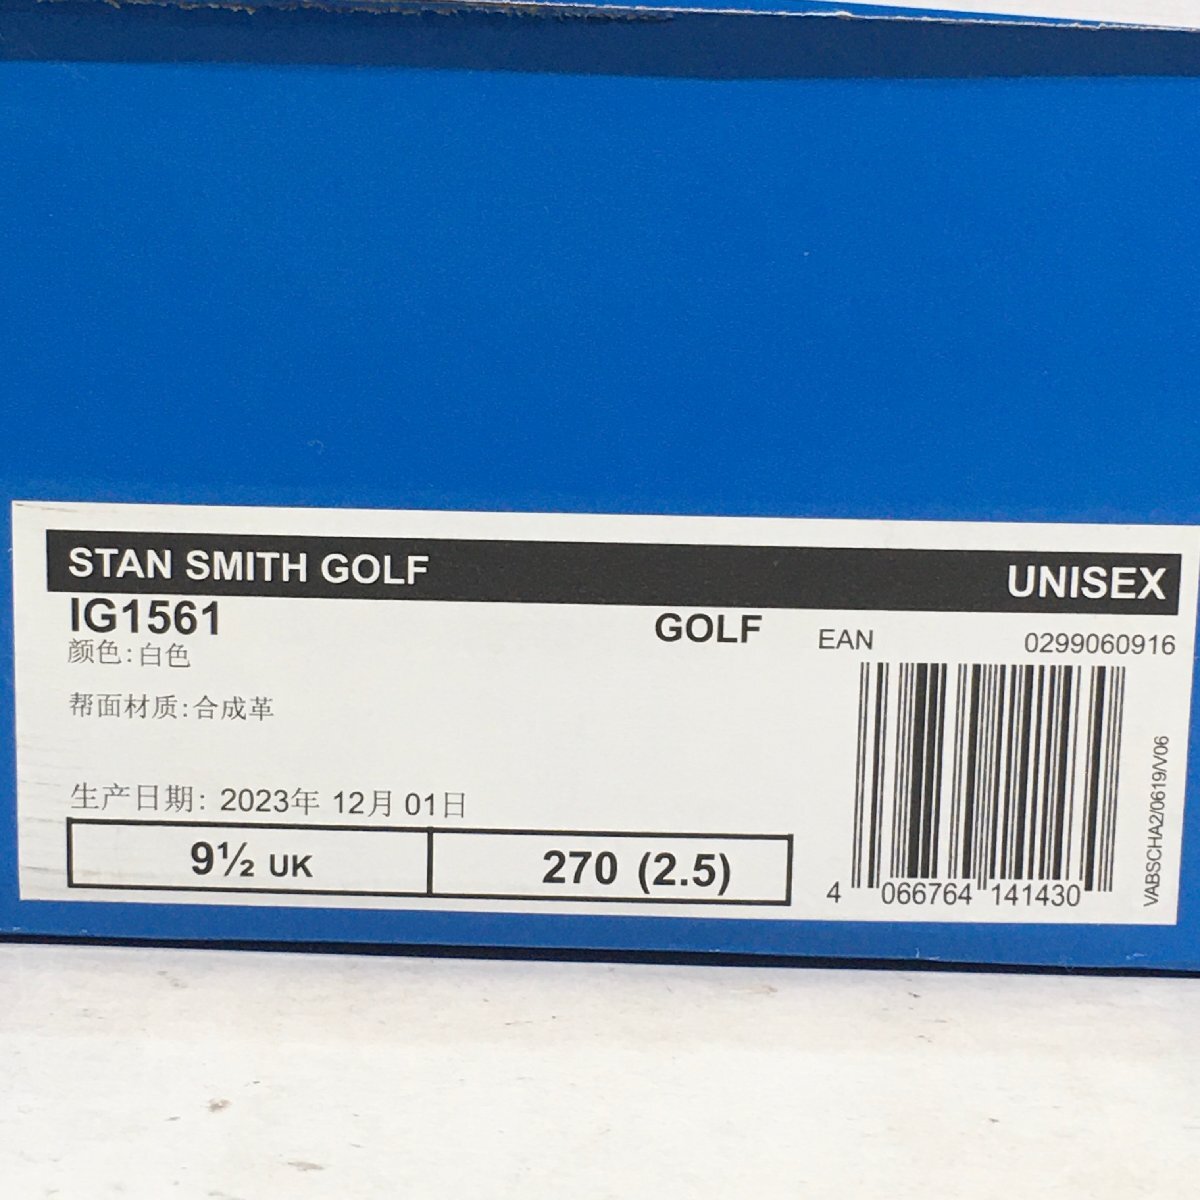 STAN SMITH GOLF UNISEX
IG1561
GOLF
EAN 0299060916
颜色:白色
帮面材质:合成革
生产日期: 2023年 12月 01日
9½ UK
270 (2.5)
4 066764 141430
VABSCHA2/0619/V06